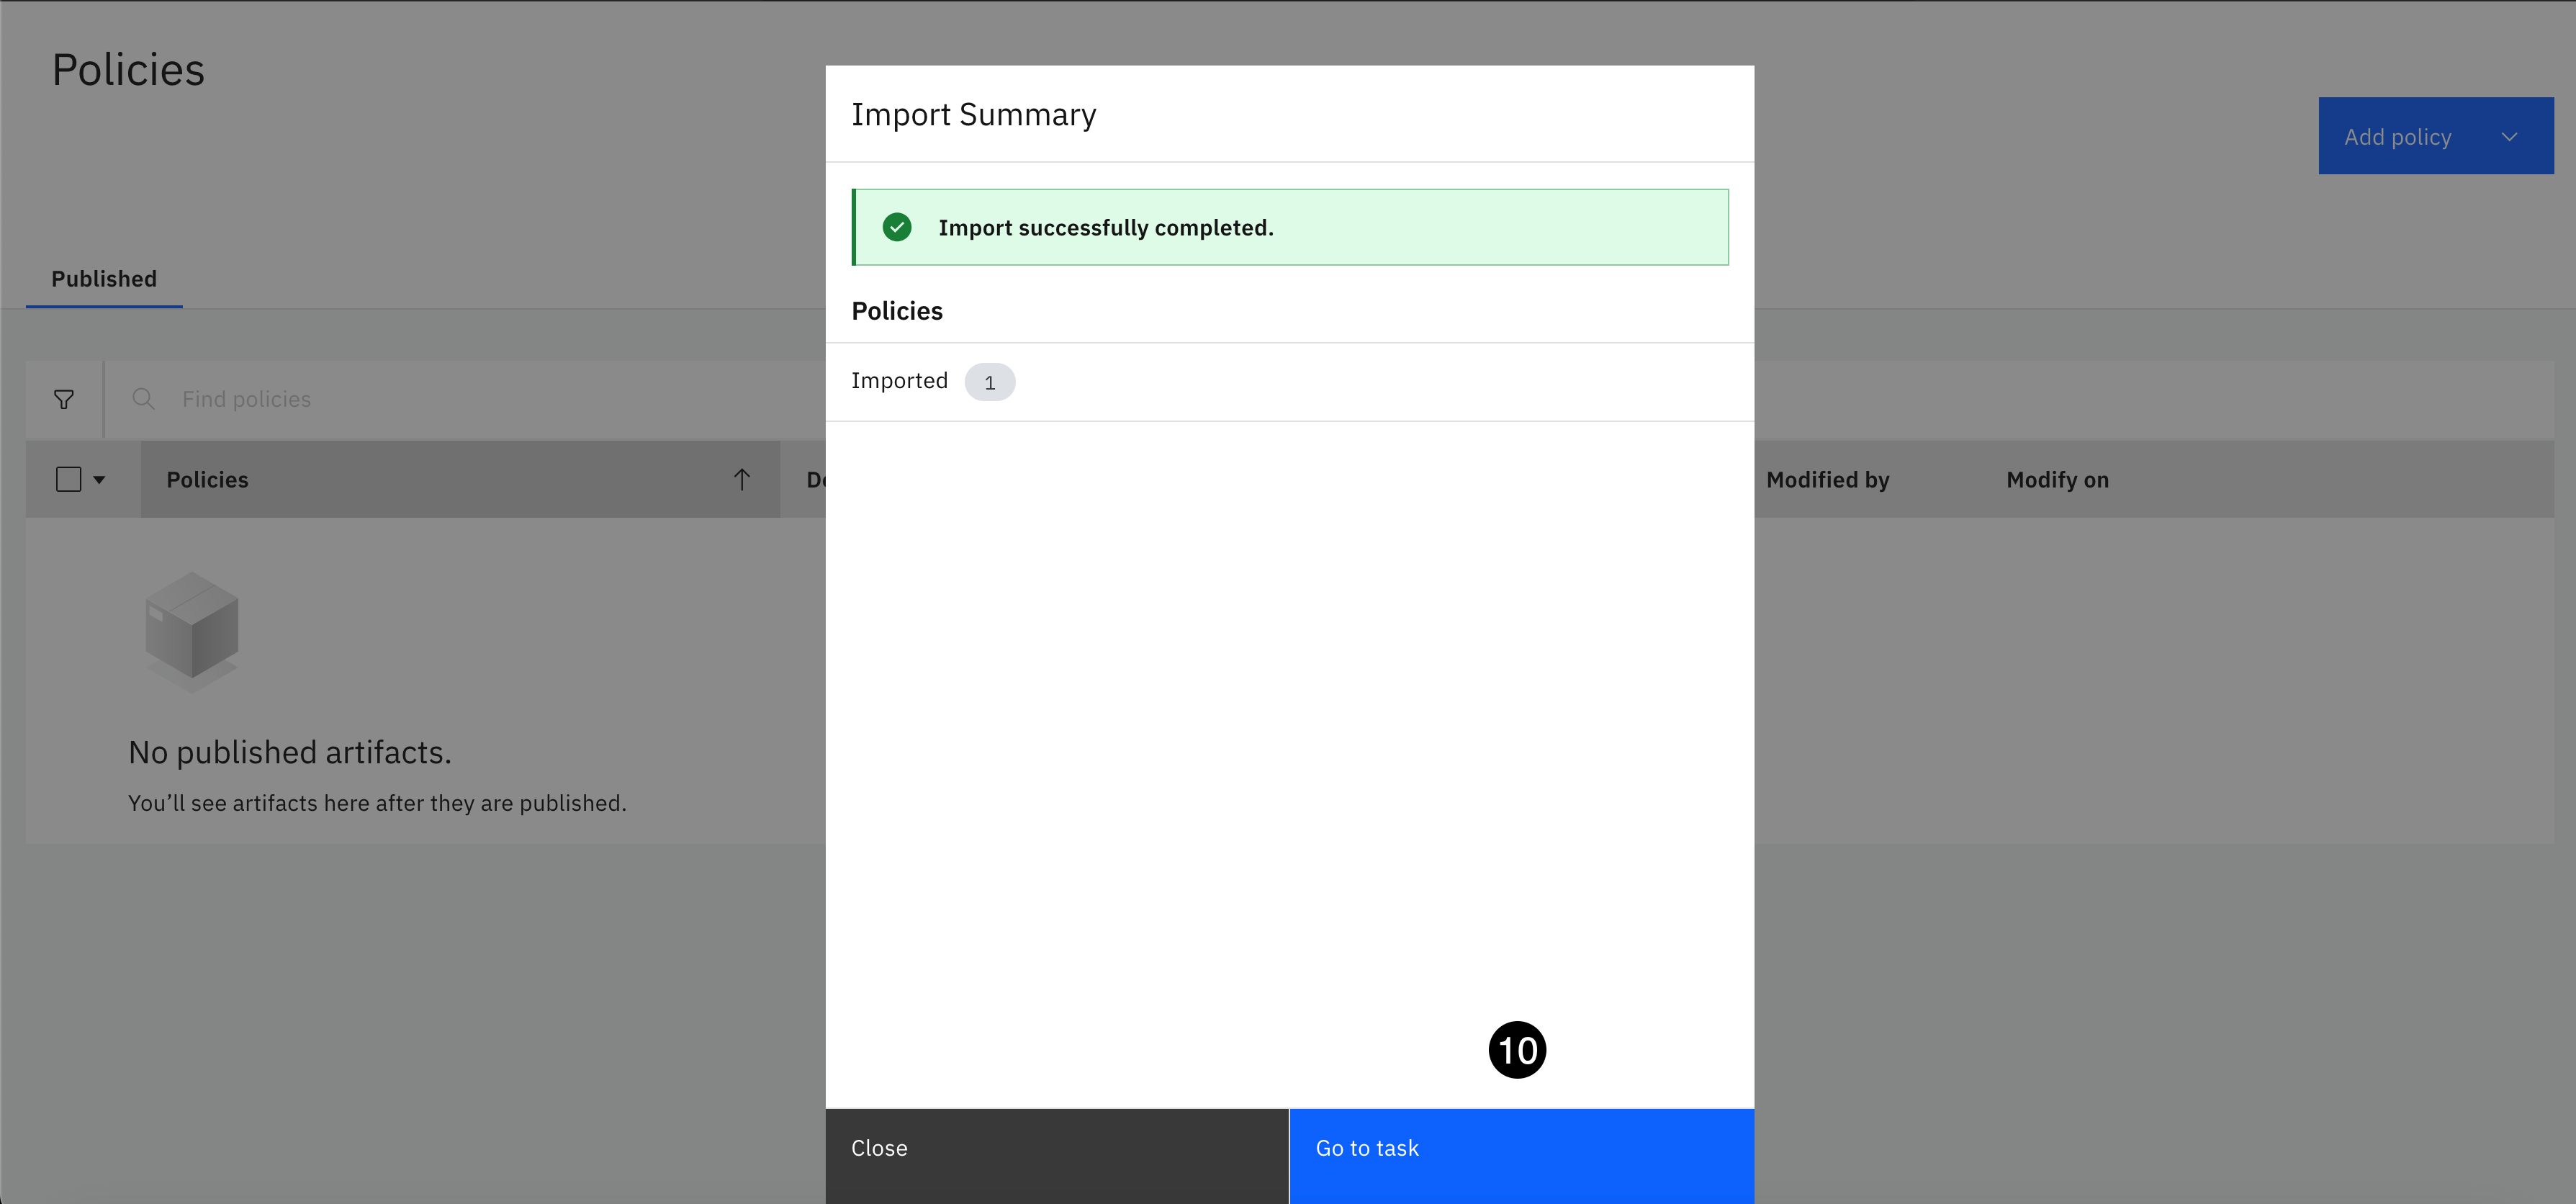 Policies
Add policy
Published
Find policies
Policies
De
Modified by
Modify on
No published artifacts.
You’ll see artifacts here after they are published.
Import Summary
Import successfully completed.
Policies
Imported 1
10
Close
Go to task